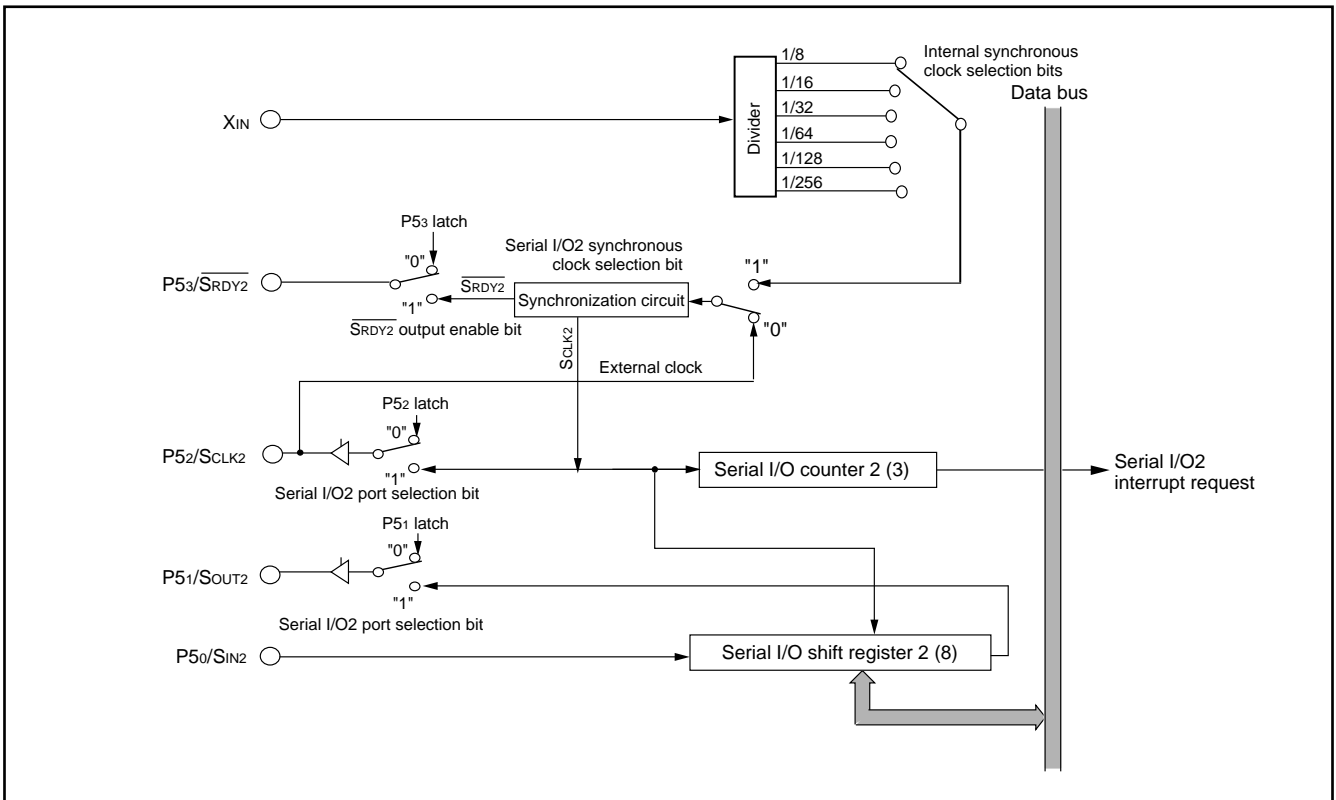 1/8
1/16
1/32
1/64
1/128
1/256
Divider
Internal synchronous
clock selection bits
Data bus
XIN
P53 latch
"0"
"1"
P53/SRDY2
SRDY2
SRDY2 output enable bit
Serial I/O2 synchronous
clock selection bit
Synchronization circuit
"1"
"0"
SCLK2
External clock
P52 latch
"0"
P52/SCLK2
"1"
Serial I/O2 port selection bit
Serial I/O counter 2 (3)
Serial I/O2
interrupt request
P51 latch
"0"
P51/SOUT2
"1"
Serial I/O2 port selection bit
P50/SIN2
Serial I/O shift register 2 (8)